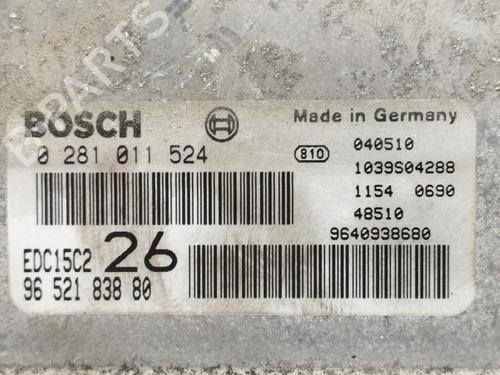 BOSCH
Made in Germany
0 281 011 524
810
040510
1039S04288
1154 0690
48510
9640938680
EDC15C2 26
96 521 838 80
B-PARTS